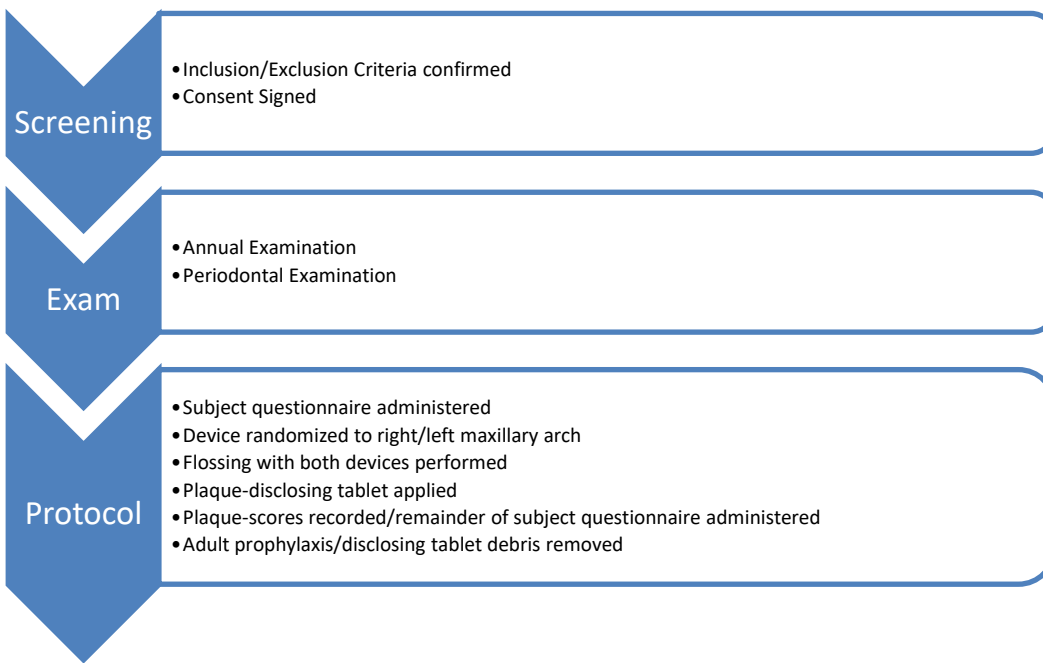 Screening
•Inclusion/Exclusion Criteria confirmed
•Consent Signed
Exam
•Annual Examination
•Periodontal Examination
Protocol
•Subject questionnaire administered
•Device randomized to right/left maxillary arch
•Flossing with both devices performed
•Plaque-disclosing tablet applied
•Plaque-scores recorded/remainder of subject questionnaire administered
•Adult prophylaxis/disclosing tablet debris removed